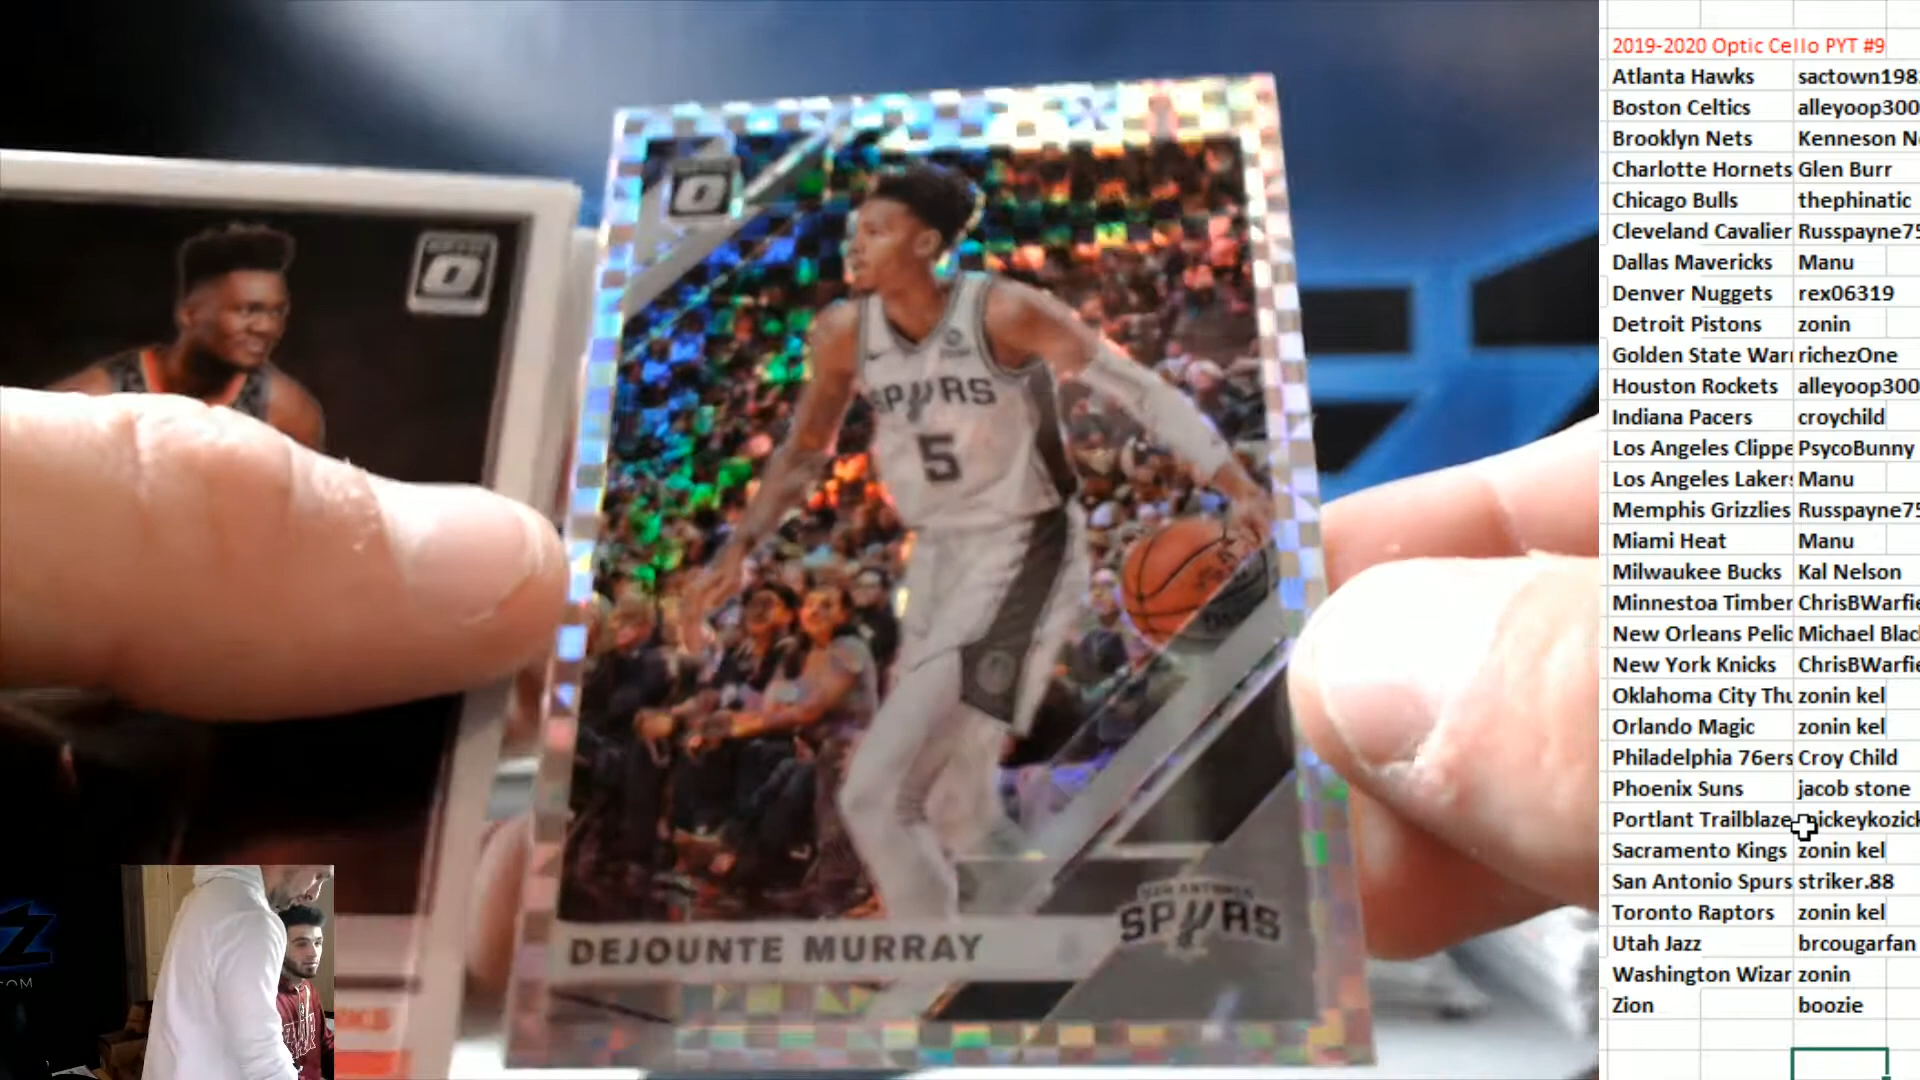 O
O
SPURS
5
DEJOUNTE MURRAY
SAN ANTONIO
SPURS
2019-2020 Optic Cello PYT #9
Atlanta Hawks sactown198
Boston Celtics alleyoop300
Brooklyn Nets Kenneson N
Charlotte Hornets Glen Burr
Chicago Bulls thephinatic
Cleveland Cavalier Russpayne75
Dallas Mavericks Manu
Denver Nuggets rex06319
Detroit Pistons zonin
Golden State Warr richezOne
Houston Rockets alleyoop300
Indiana Pacers croychild
Los Angeles Clippe PsycoBunny
Los Angeles Lakers Manu
Memphis Grizzlies Russpayne75
Miami Heat Manu
Milwaukee Bucks Kal Nelson
Minnestoa Timber ChrisBWarfie
New Orleans Pelic Michael Blac
New York Knicks ChrisBWarfie
Oklahoma City Thu zonin kel
Orlando Magic zonin kel
Philadelphia 76ers Croy Child
Phoenix Suns jacob stone
Portlant Trailblaze
Sacramento Kings zonin kel
San Antonio Spurs striker.88
Toronto Raptors zonin kel
Utah Jazz brcougarfan
Washington Wizar zonin
Zion boozie